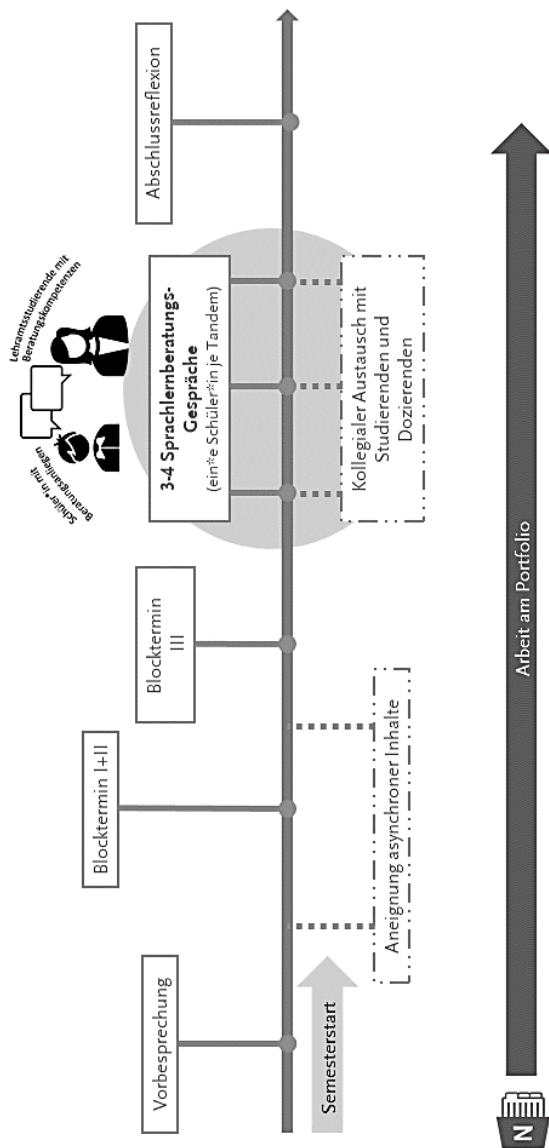 Vorbesprechung
Semesterstart
Blocktermin I+II
Aneignung asynchroner Inhalte
Blocktermin
III
Schüler*in mit
Beratungsanliegen
Lehramtsstudierende mit
Beratungskompetenzen
3-4 Sprachlernberatungs-
Gespräche
(ein*e Schüler*in je Tandem)
Kollegialer Austausch mit
Studierenden und
Dozierenden
Abschlussreflexion
N
Arbeit am Portfolio